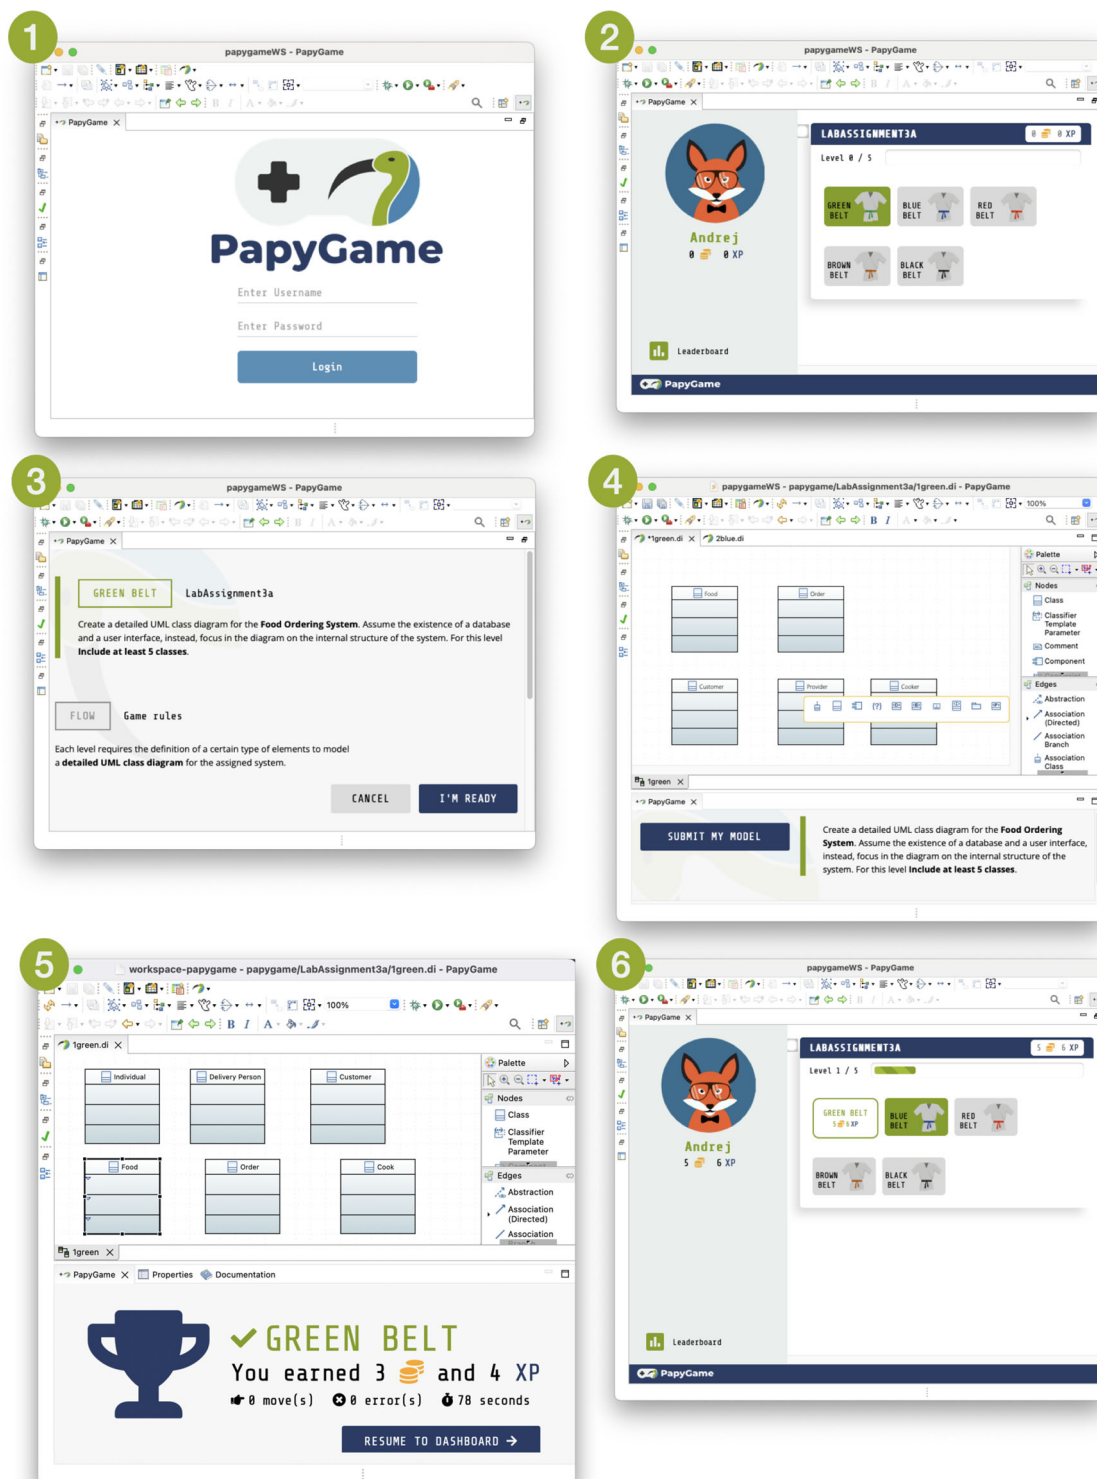 1
papygameWS - PapyGame
PapyGame
PapyGame
Enter Username
Enter Password
Login
2
papygameWS - PapyGame
PapyGame
LABASSIGNMENT3A
0 0 XP
Level 0 / 5
Andrej
0 0 XP
GREEN BELT
BLUE BELT
RED BELT
BROWN BELT
BLACK BELT
Leaderboard
PapyGame
3
papygameWS - PapyGame
PapyGame
GREEN BELT LabAssignment3a
Create a detailed UML class diagram for the Food Ordering System. Assume the existence of a database
and a user interface, instead, focus in the diagram on the internal structure of the system. For this level
Include at least 5 classes.
FLOW Game rules
Each level requires the definition of a certain type of elements to model
a detailed UML class diagram for the assigned system.
CANCEL I'M READY
4
papygameWS - papygame/LabAssignment3a/1green.di - PapyGame
100%
B I A
*1green.di 2blue.di
Food Order
Customer Provider Cooker
Palette
Nodes
Class
Classifier
Template
Parameter
Comment
Component
Edges
Abstraction
Association
(Directed)
Association
Branch
Association
Class
1green
PapyGame
SUBMIT MY MODEL
Create a detailed UML class diagram for the Food Ordering
System. Assume the existence of a database and a user interface,
instead, focus in the diagram on the internal structure of the
system. For this level Include at least 5 classes.
5
workspace-papygame - papygame/LabAssignment3a/1green.di - PapyGame
100%
B I A
1green.di
Individual Delivery Person Customer
Food Order Cook
Palette
Nodes
Class
Classifier
Template
Parameter
Edges
Abstraction
Association
(Directed)
Association
1green
PapyGame Properties Documentation
GREEN BELT
You earned 3 and 4 XP
0 move(s) 0 error(s) 78 seconds
RESUME TO DASHBOARD →
6
papygameWS - PapyGame
PapyGame
LABASSIGNMENT3A
5 6 XP
Level 1 / 5
Andrej
5 6 XP
GREEN BELT
5 6 XP
BLUE BELT
RED BELT
BROWN BELT
BLACK BELT
Leaderboard
PapyGame